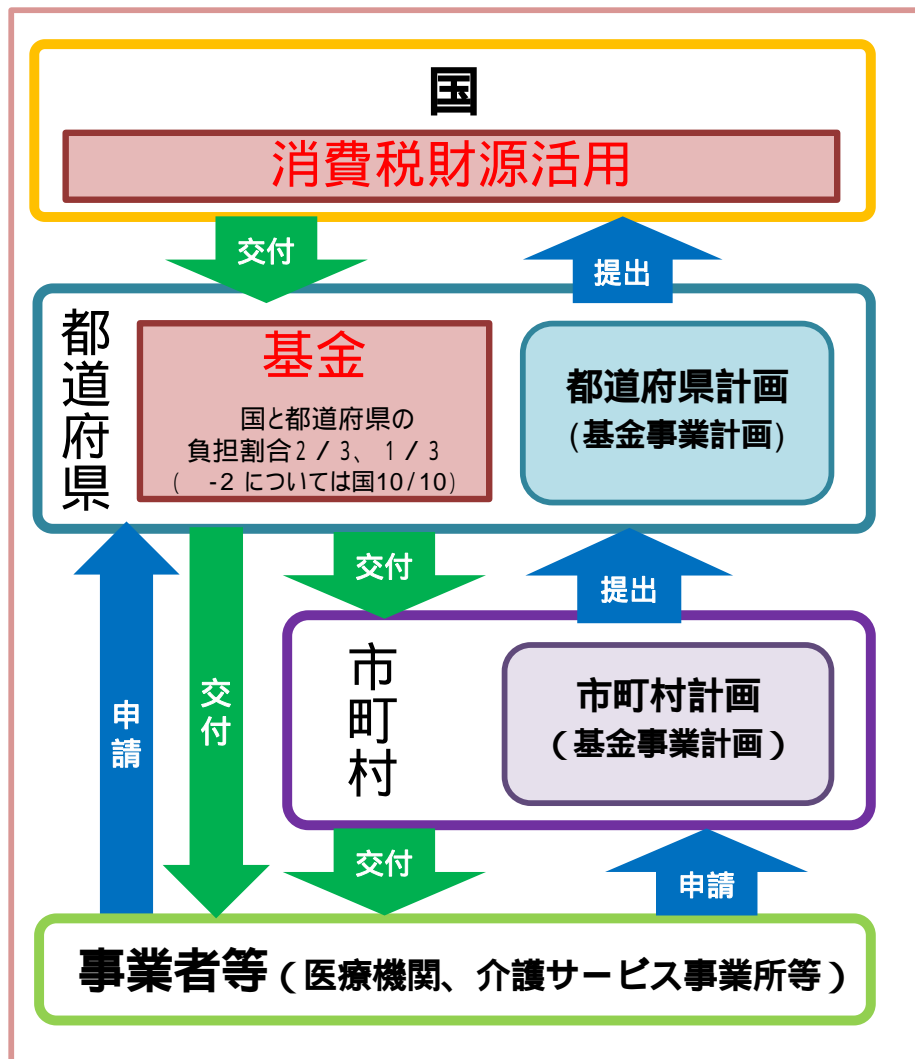 国
消費税財源活用
交付
提出
都道府県
基金
国と都道府県の
負担割合2/3、1/3
(　-2 については国10/10)
都道府県計画
(基金事業計画)
交付
提出
申請
交付
市町村
市町村計画
(基金事業計画)
交付
申請
事業者等(医療機関、介護サービス事業所等)